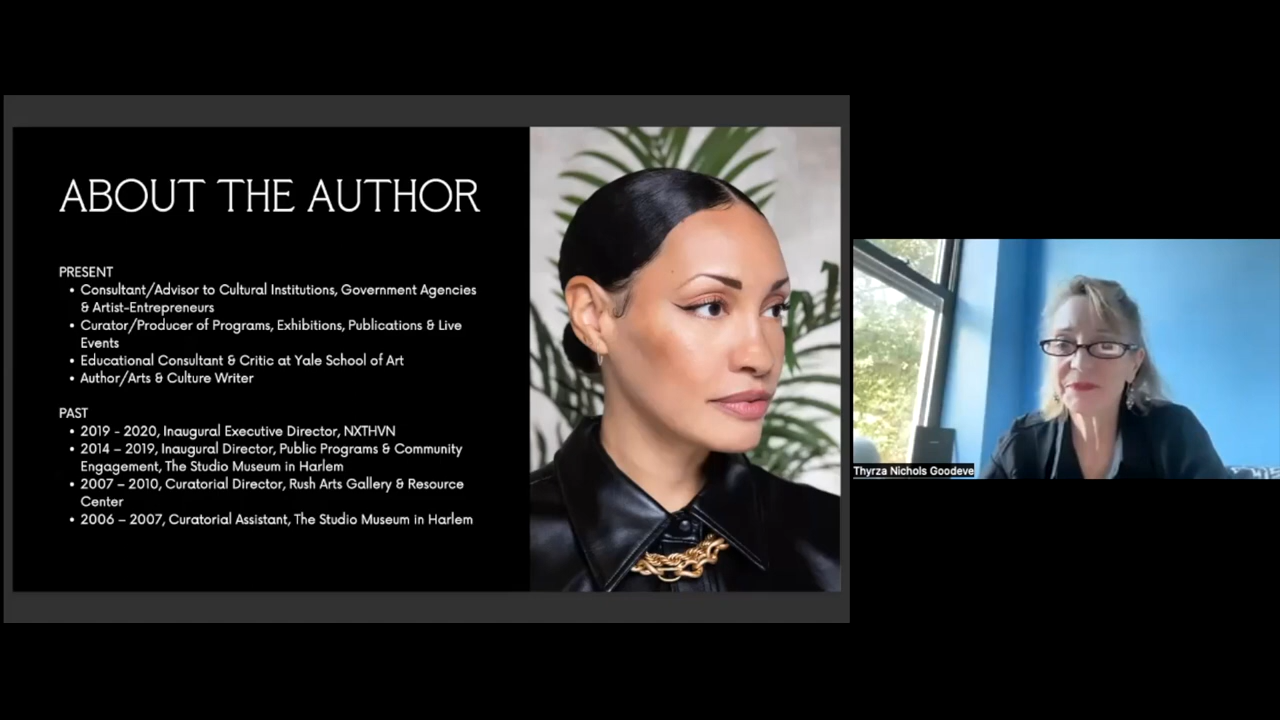 ABOUT THE AUTHOR
PRESENT
• Consultant/Advisor to Cultural Institutions, Government Agencies
& Artist-Entrepreneurs
• Curator/Producer of Programs, Exhibitions, Publications & Live
Events
• Educational Consultant & Critic at Yale School of Art
• Author/Arts & Culture Writer
PAST
• 2019 - 2020, Inaugural Executive Director, NXTHVN
• 2014 – 2019, Inaugural Director, Public Programs & Community
Engagement, The Studio Museum in Harlem
• 2007 – 2010, Curatorial Director, Rush Arts Gallery & Resource
Center
• 2006 – 2007, Curatorial Assistant, The Studio Museum in Harlem
Thyrza Nichols Goodeve